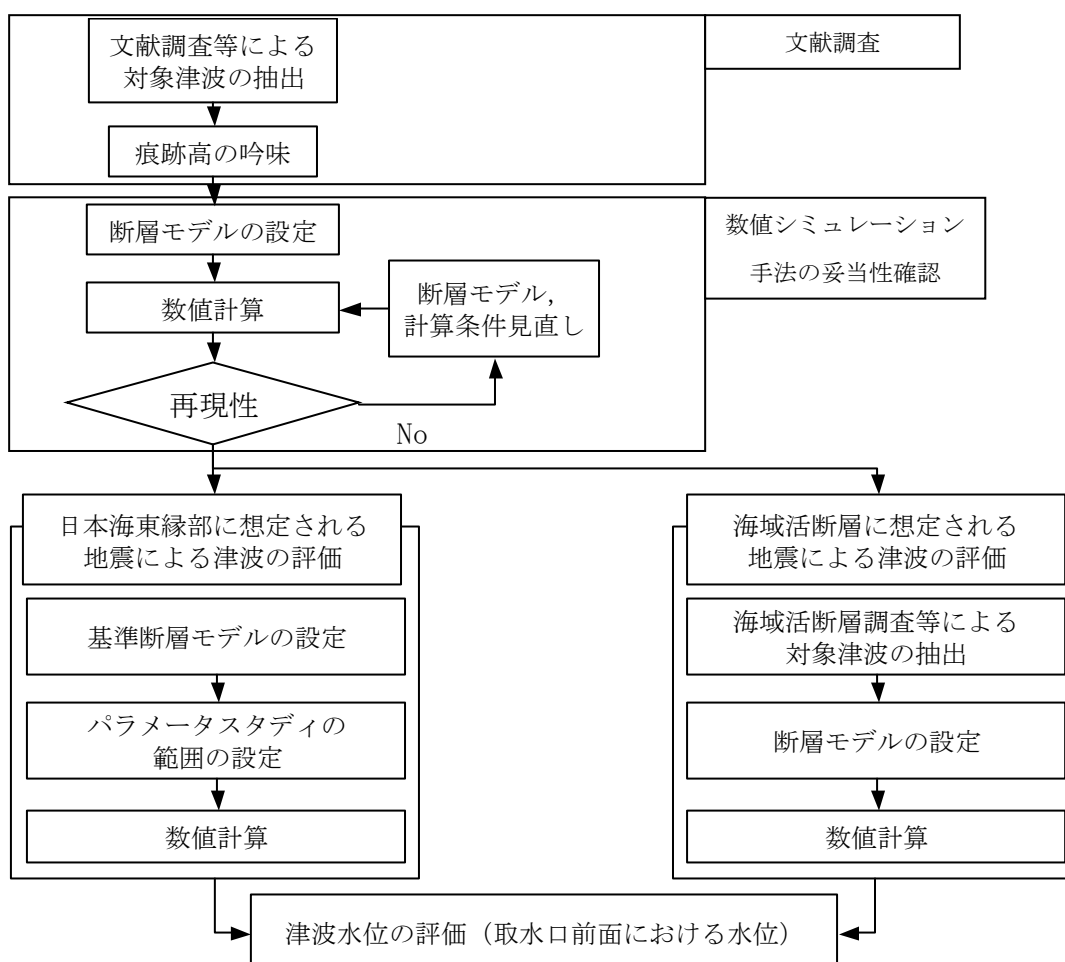 文献調査等による
対象津波の抽出
文献調査
痕跡高の吟味
断層モデルの設定
数値シミュレーション
手法の妥当性確認
数値計算
断層モデル,
計算条件見直し
再現性
No
日本海東縁部に想定される
地震による津波の評価
基準断層モデルの設定
パラメータスタディの
範囲の設定
数値計算
海域活断層に想定される
地震による津波の評価
海域活断層調査等による
対象津波の抽出
断層モデルの設定
数値計算
津波水位の評価（取水口前面における水位）